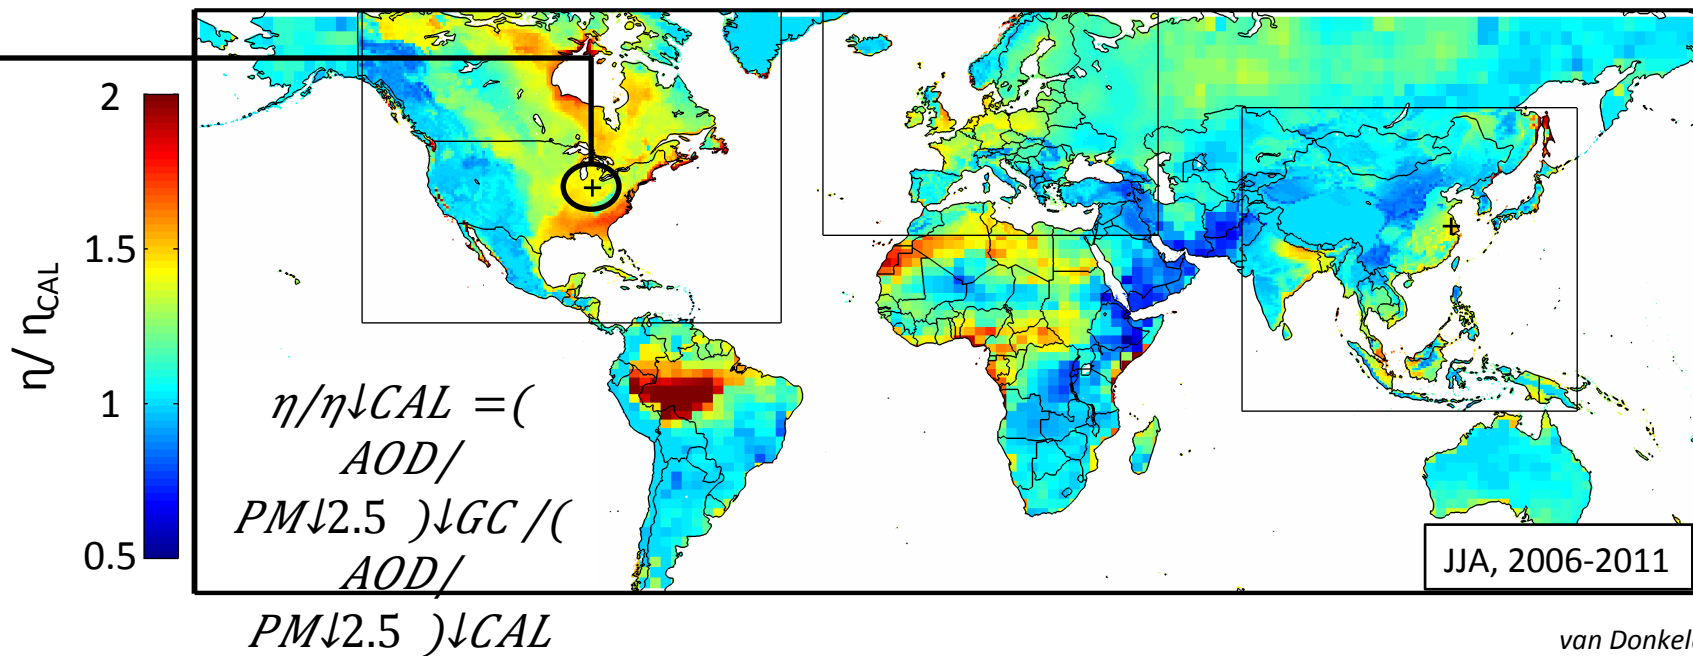 2
1.5
1
0.5
η/ η_CAL
η/η↓CAL =(
AOD/
PM↓2.5 )↓GC /(
AOD/
PM↓2.5 )↓CAL
JJA, 2006-2011
van